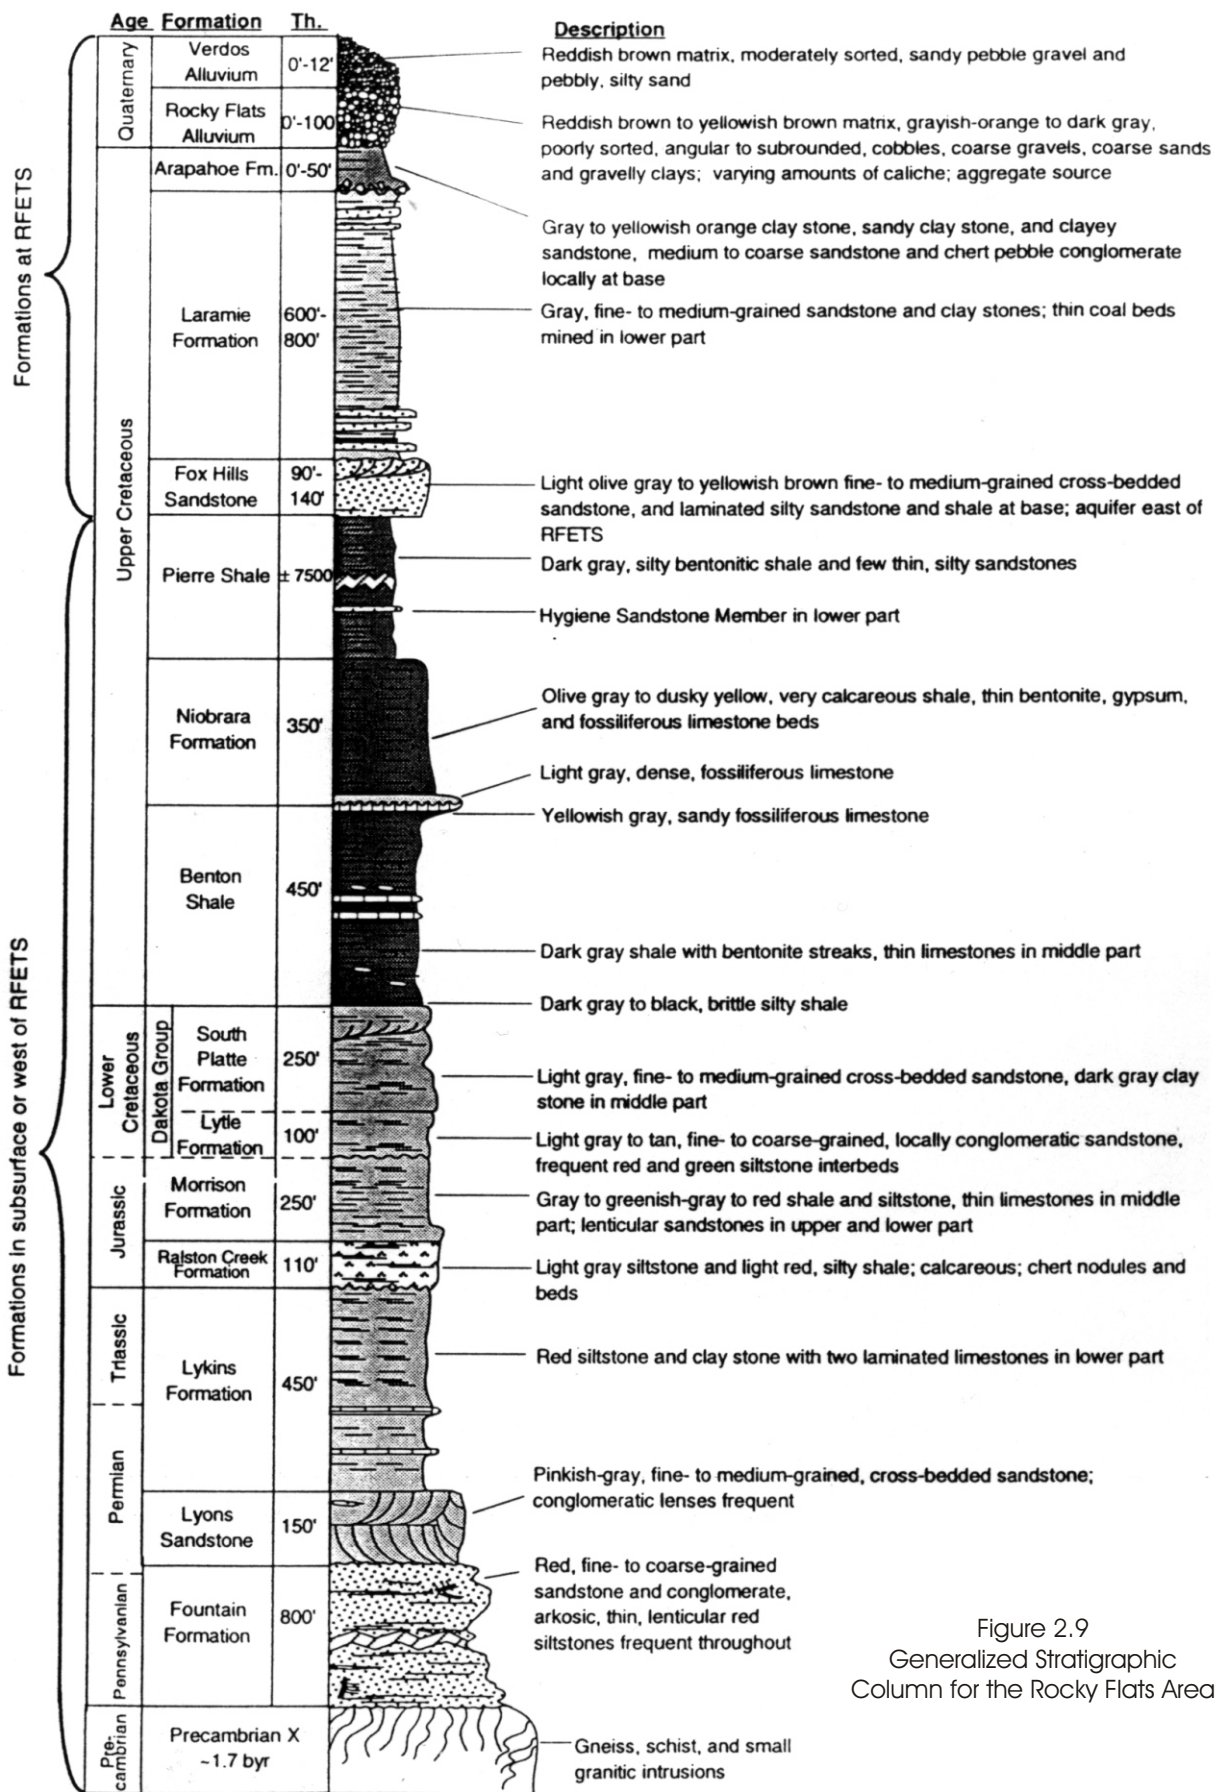 Age Formation Th. Description
Formations at RFETS
Formations in subsurface or west of RFETS
Quaternary
Verdos
Alluvium
0'-12'
Reddish brown matrix, moderately sorted, sandy pebble gravel and
pebbly, silty sand
Rocky Flats
Alluvium
0'-100
Reddish brown to yellowish brown matrix, grayish-orange to dark gray,
poorly sorted, angular to subrounded, cobbles, coarse gravels, coarse sands
and gravelly clays; varying amounts of caliche; aggregate source
Upper Cretaceous
Arapahoe Fm.
0'-50'
Gray to yellowish orange clay stone, sandy clay stone, and clayey
sandstone, medium to coarse sandstone and chert pebble conglomerate
locally at base
Laramie
Formation
600'-
800'
Gray, fine- to medium-grained sandstone and clay stones; thin coal beds
mined in lower part
Fox Hills
Sandstone
90'-
140'
Light olive gray to yellowish brown fine- to medium-grained cross-bedded
sandstone, and laminated silty sandstone and shale at base; aquifer east of
RFETS
Pierre Shale
± 7500
Dark gray, silty bentonitic shale and few thin, silty sandstones
Hygiene Sandstone Member in lower part
Niobrara
Formation
350'
Olive gray to dusky yellow, very calcareous shale, thin bentonite, gypsum,
and fossiliferous limestone beds
Light gray, dense, fossiliferous limestone
Yellowish gray, sandy fossiliferous limestone
Benton
Shale
450'
Dark gray shale with bentonite streaks, thin limestones in middle part
Dark gray to black, brittle silty shale
Lower
Cretaceous
Dakota Group
South
Platte
Formation
250'
Light gray, fine- to medium-grained cross-bedded sandstone, dark gray clay
stone in middle part
Lytle
Formation
100'
Light gray to tan, fine- to coarse-grained, locally conglomeratic sandstone,
frequent red and green siltstone interbeds
Jurassic
Morrison
Formation
250'
Gray to greenish-gray to red shale and siltstone, thin limestones in middle
part; lenticular sandstones in upper and lower part
Ralston Creek
Formation
110'
Light gray siltstone and light red, silty shale; calcareous; chert nodules and
beds
Triassic
Lykins
Formation
450'
Red siltstone and clay stone with two laminated limestones in lower part
Permian
Lyons
Sandstone
150'
Pinkish-gray, fine- to medium-grained, cross-bedded sandstone;
conglomeratic lenses frequent
Pennsylvanian
Fountain
Formation
800'
Red, fine- to coarse-grained
sandstone and conglomerate,
arkosic, thin, lenticular red
siltstones frequent throughout
Pre-
cambrian
Precambrian X
~1.7 byr
Gneiss, schist, and small
granitic intrusions
Figure 2.9
Generalized Stratigraphic
Column for the Rocky Flats Area